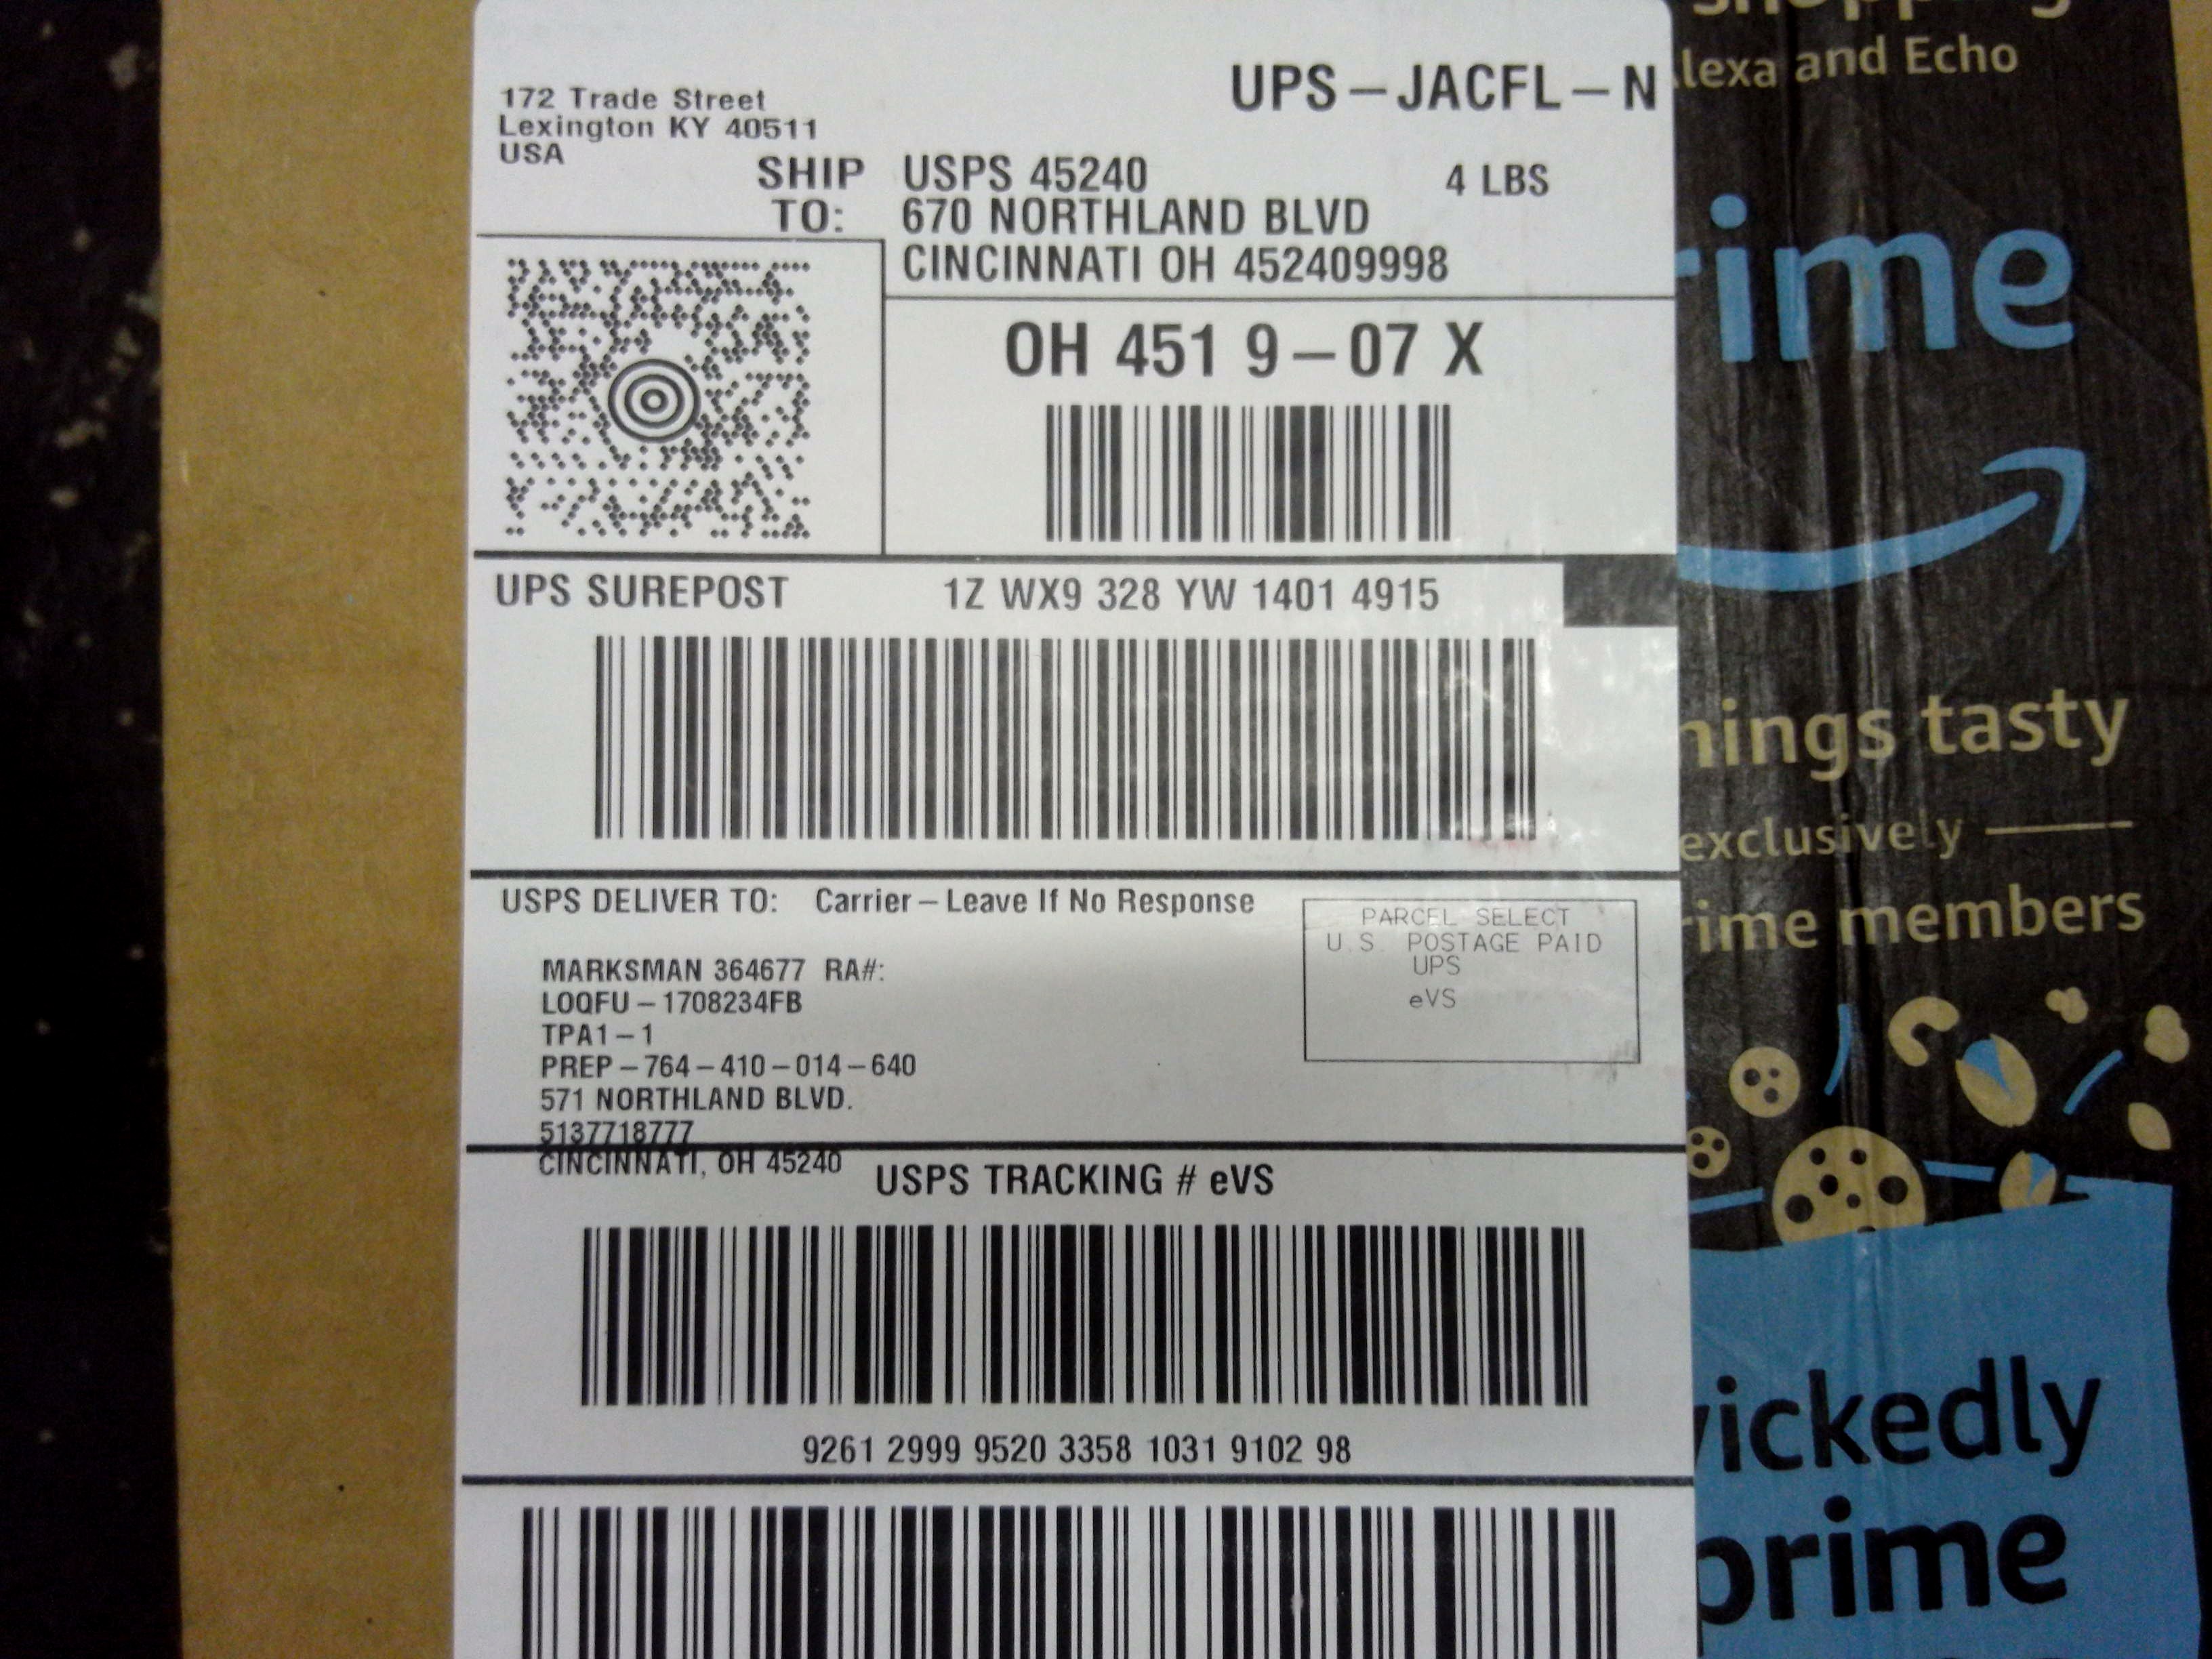 172 Trade Street
Lexington KY 40511
USA
UPS – JACFL – N
SHIP TO:
USPS 45240
670 NORTHLAND BLVD
CINCINNATI OH 452409998
4 LBS
OH 451 9 – 07 X
UPS SUREPOST 1Z WX9 328 YW 1401 4915
USPS DELIVER TO: Carrier – Leave If No Response
MARKSMAN 364677 RA#:
LOQFU – 1708234FB
TPA1 – 1
PREP – 764 – 410 – 014 – 640
571 NORTHLAND BLVD.
5137718777
CINCINNATI, OH 45240
PARCEL SELECT
U.S. POSTAGE PAID
UPS
eVS
USPS TRACKING # eVS
9261 2999 9520 3358 1031 9102 98
lexa and Echo
rime
hings tasty
exclusively
rime members
ickedly
prime